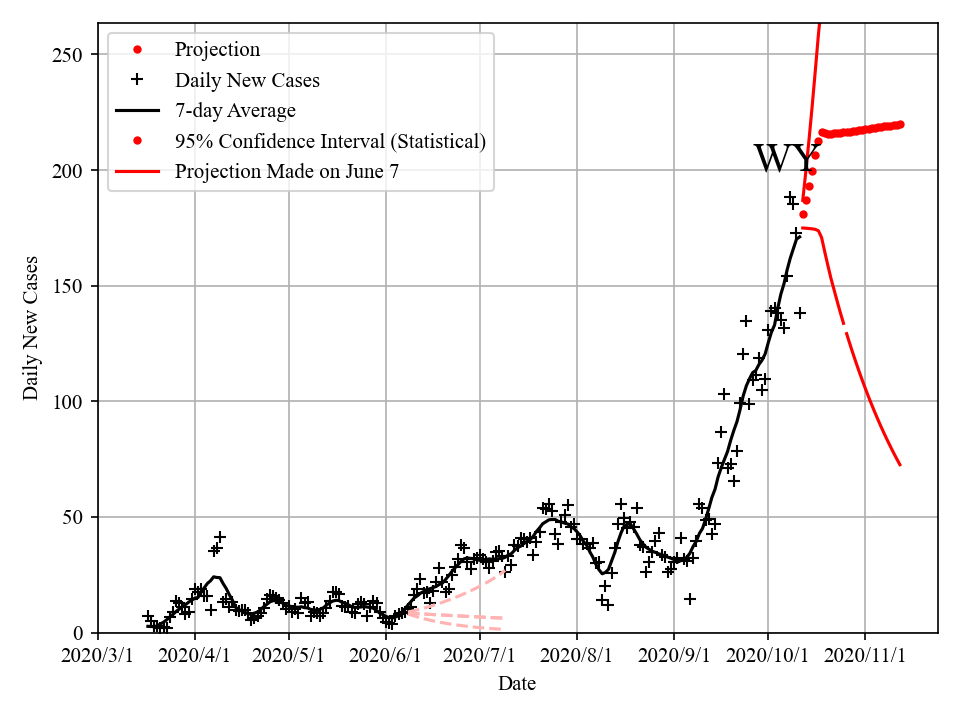 250
Projection
Daily New Cases
7-day Average
95% Confidence Interval (Statistical)
Projection Made on June 7
WY
200
150
100
50
0
Daily New Cases
2020/3/1 2020/4/1 2020/5/1 2020/6/1 2020/7/1 2020/8/1 2020/9/1 2020/10/1 2020/11/1
Date